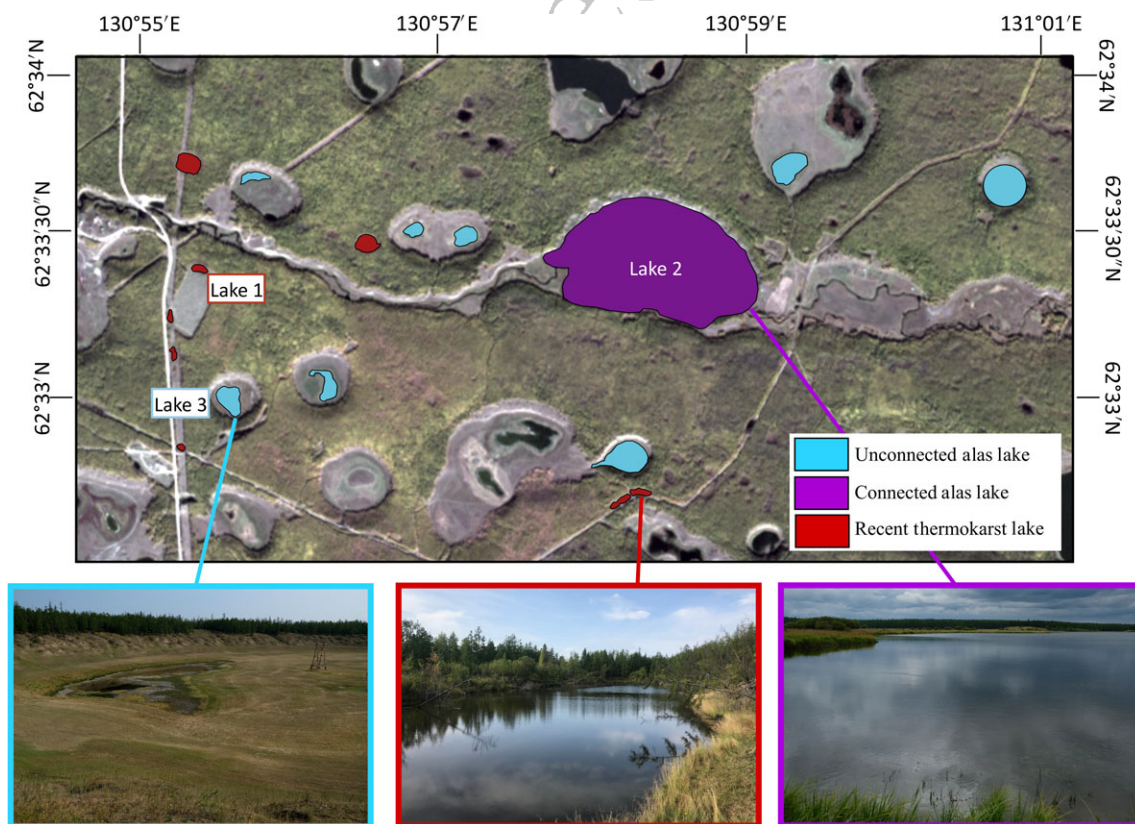 130°55′E 130°57′E 130°59′E 131°01′E
62°34′N 62°34′N
62°33′30″N 62°33′30″N
62°33′N 62°33′N
Lake 2
Lake 1
Lake 3
Unconnected alas lake
Connected alas lake
Recent thermokarst lake